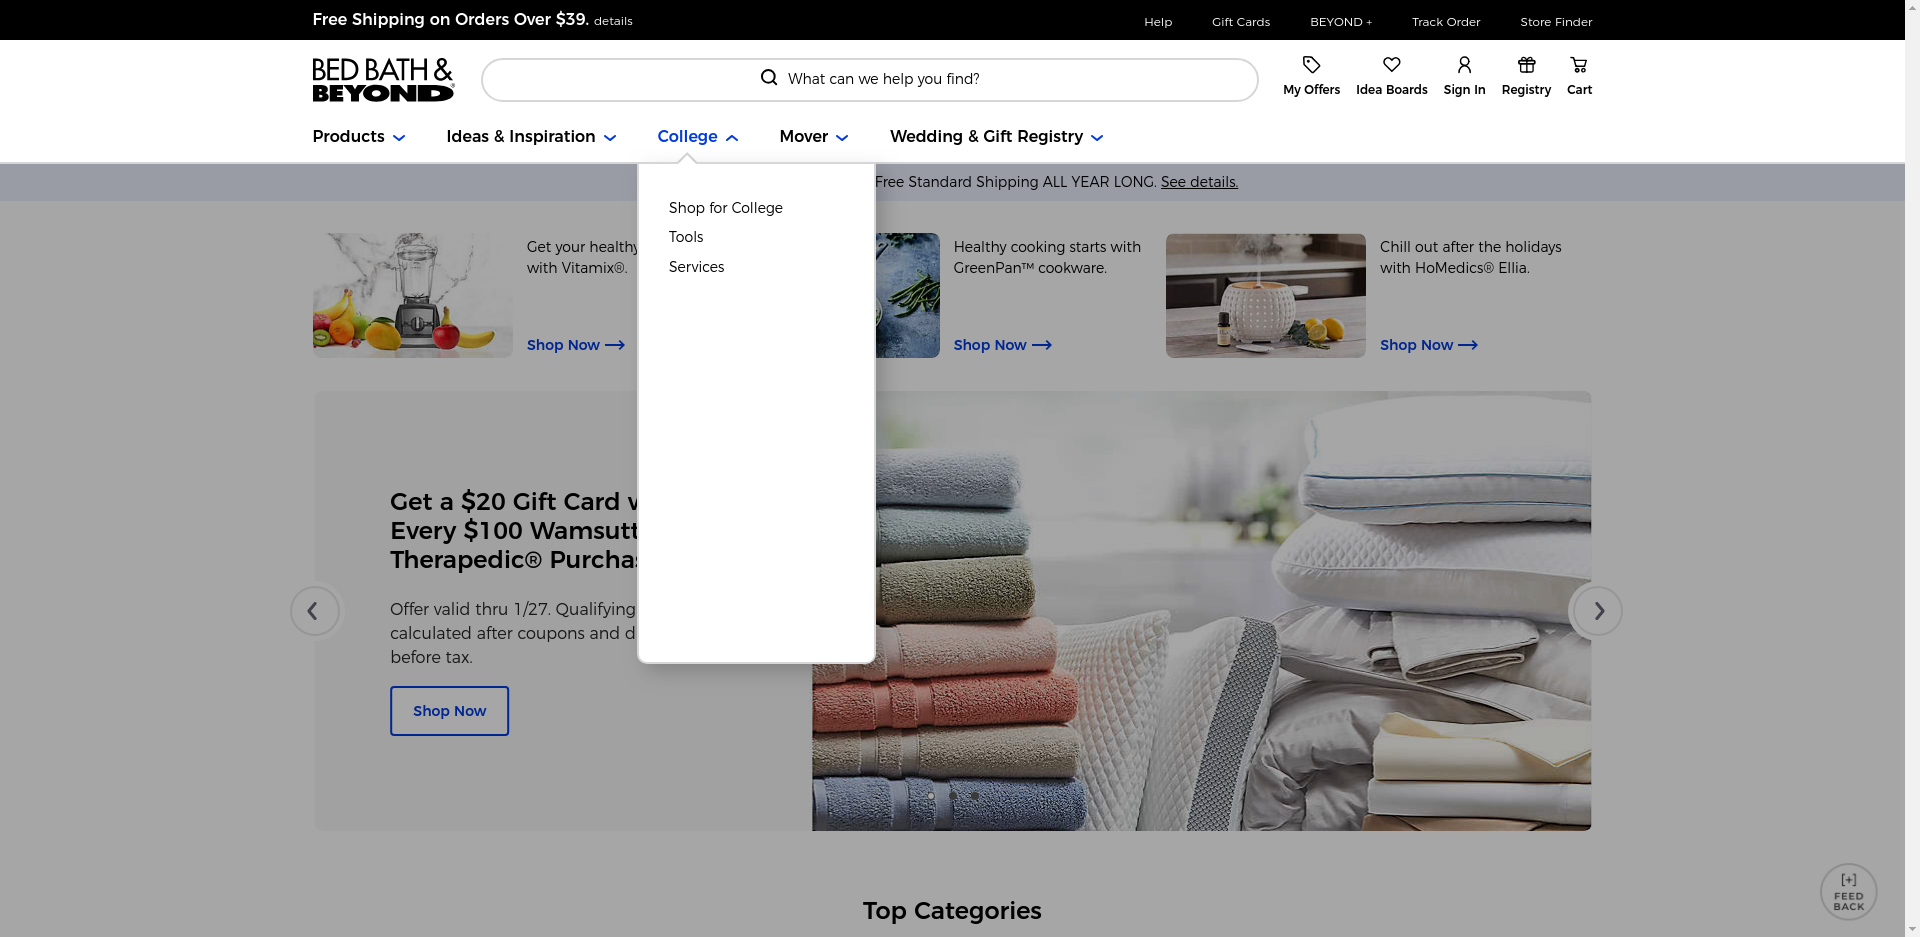 Free Shipping on Orders Over $39. details
Help
Gift Cards
BEYOND +
Track Order
Store Finder
BED BATH &
BEYOND®
What can we help you find?
My Offers
Idea Boards
Sign In
Registry
Cart
Products
Ideas & Inspiration
College
Mover
Wedding & Gift Registry
Free Standard Shipping ALL YEAR LONG. See details.
Shop for College
Tools
Services
Get your healthy
with Vitamix®.
Shop Now
Healthy cooking starts with
GreenPan™ cookware.
Shop Now
Chill out after the holidays
with HoMedics® Ellia.
Shop Now
Get a $20 Gift Card
Every $100 Wamsutt
Therapedic® Purcha
Offer valid thru 1/27. Qualifying
calculated after coupons and d
before tax.
Shop Now
Top Categories
[+]
FEED
BACK